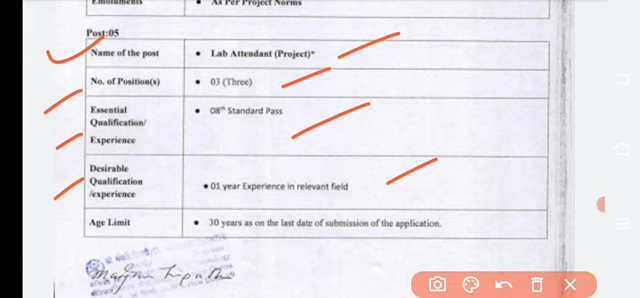 Emoluments • As Per Project Norms
Post:05
Name of the post • Lab Attendant (Project)*
No. of Position(s) • 03 (Three)
Essential • 08th Standard Pass
Qualification/
Experience
Desirable
Qualification • 01 year Experience in relevant field
/experience
Age Limit • 30 years as on the last date of submission of the application.